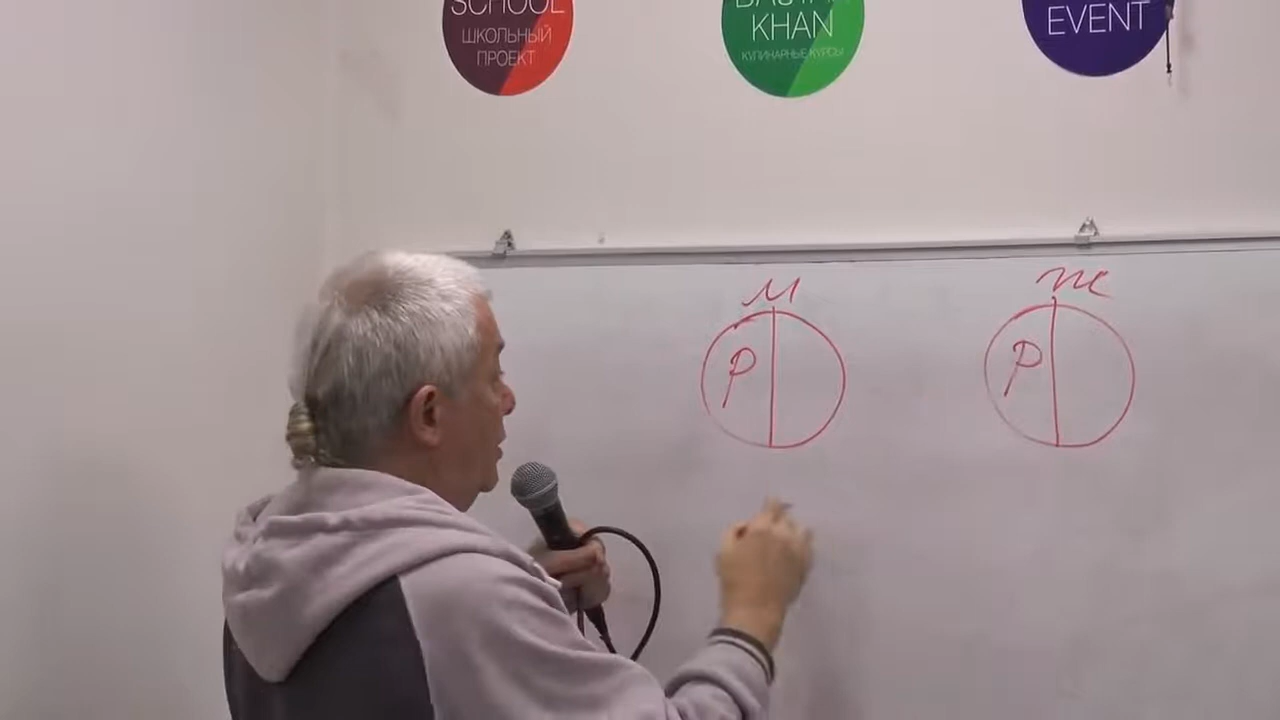 SCHOOL
ШКОЛЬНЫЙ
ПРОЕКТ
KHAN
КУЛИНАРНЫЕ КУРСЫ
EVENT
М
Ж
Р
Р